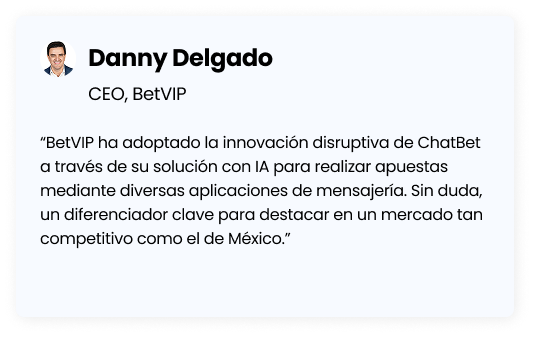 Danny Delgado
CEO, BetVIP
“BetVIP ha adoptado la innovación disruptiva de ChatBet
a través de su solución con IA para realizar apuestas
mediante diversas aplicaciones de mensajería. Sin duda,
un diferenciador clave para destacar en un mercado tan
competitivo como el de México.”